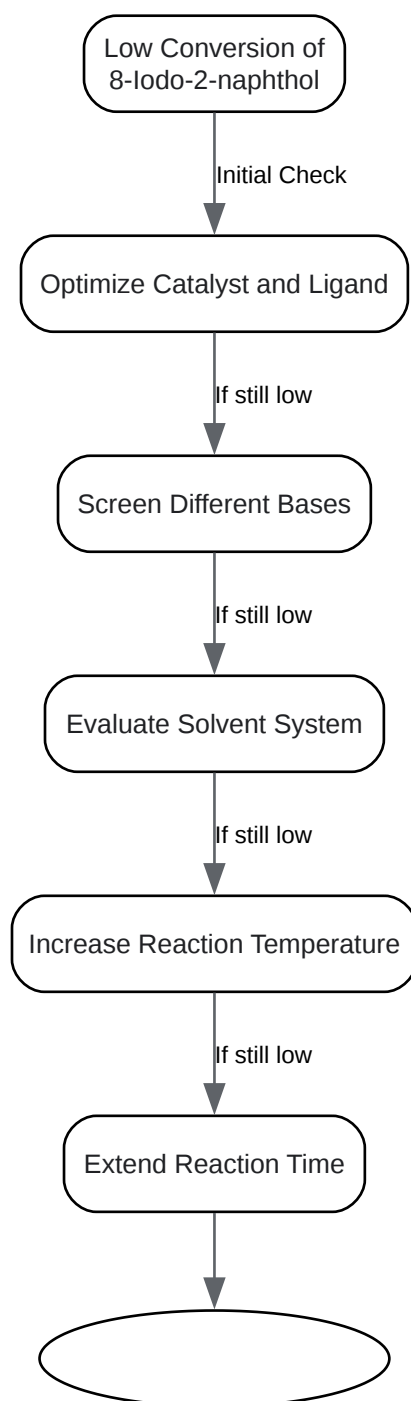 Low Conversion of
8-Iodo-2-naphthol
Initial Check
Optimize Catalyst and Ligand
If still low
Screen Different Bases
If still low
Evaluate Solvent System
If still low
Increase Reaction Temperature
If still low
Extend Reaction Time